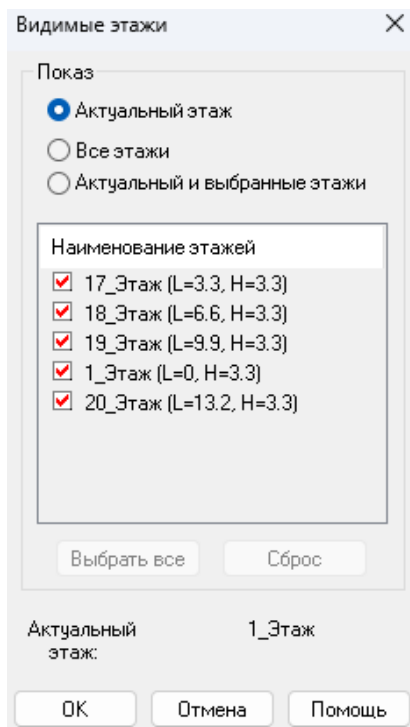 Видимые этажи
Показ
Актуальный этаж
Все этажи
Актуальный и выбранные этажи
Наименование этажей
17_Этаж (L=3.3, H=3.3)
18_Этаж (L=6.6, H=3.3)
19_Этаж (L=9.9, H=3.3)
1_Этаж (L=0, H=3.3)
20_Этаж (L=13.2, H=3.3)
Выбрать все Сброс
Актуальный 1_Этаж
этаж:
OK Отмена Помощь